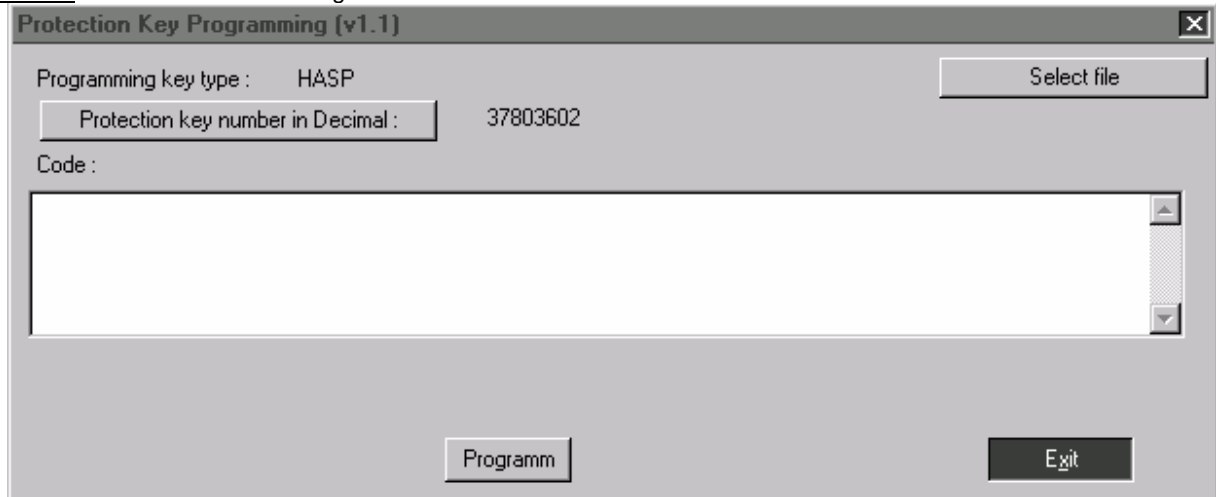 Protection Key Programming (v1.1)
Programming key type : HASP Select file
Protection key number in Decimal : 37803602
Code :
Programm Exit